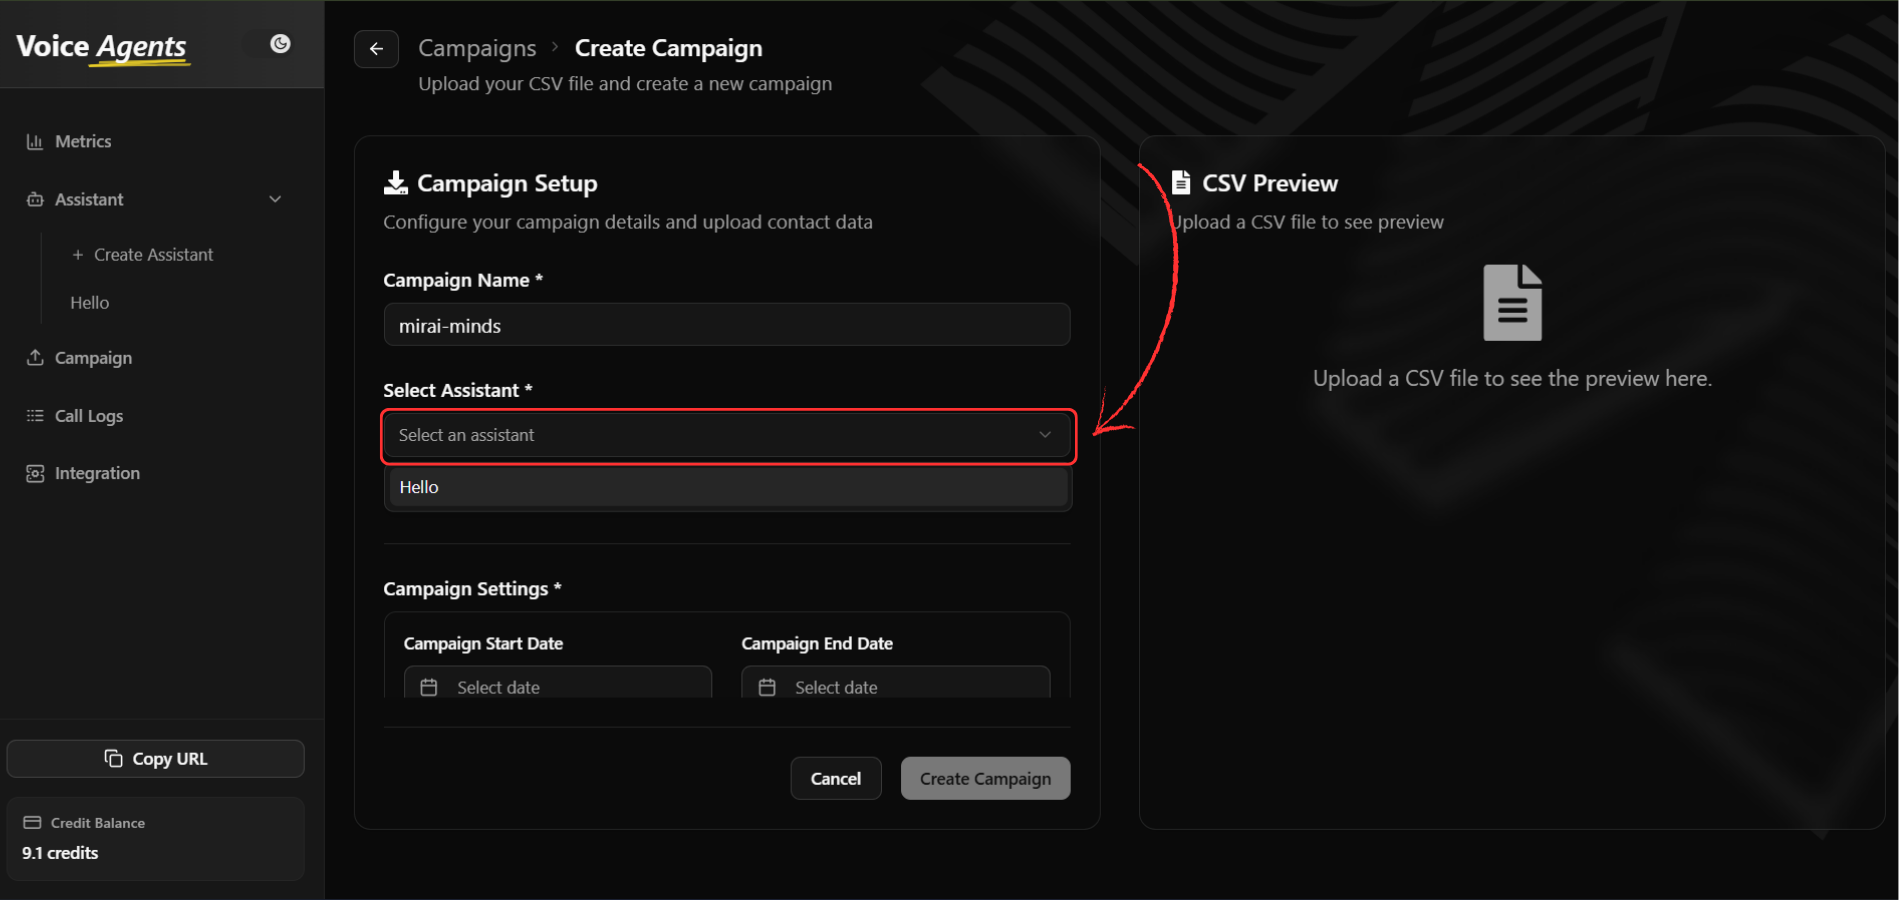 Voice Agents
Metrics
Assistant
+ Create Assistant
Hello
Campaign
Call Logs
Integration
Copy URL
Credit Balance
9.1 credits
Campaigns > Create Campaign
Upload your CSV file and create a new campaign
Campaign Setup
Configure your campaign details and upload contact data
Campaign Name *
mirai-minds
Select Assistant *
Select an assistant
Hello
Campaign Settings *
Campaign Start Date
Campaign End Date
Select date
Select date
Cancel
Create Campaign
CSV Preview
Upload a CSV file to see preview
Upload a CSV file to see the preview here.